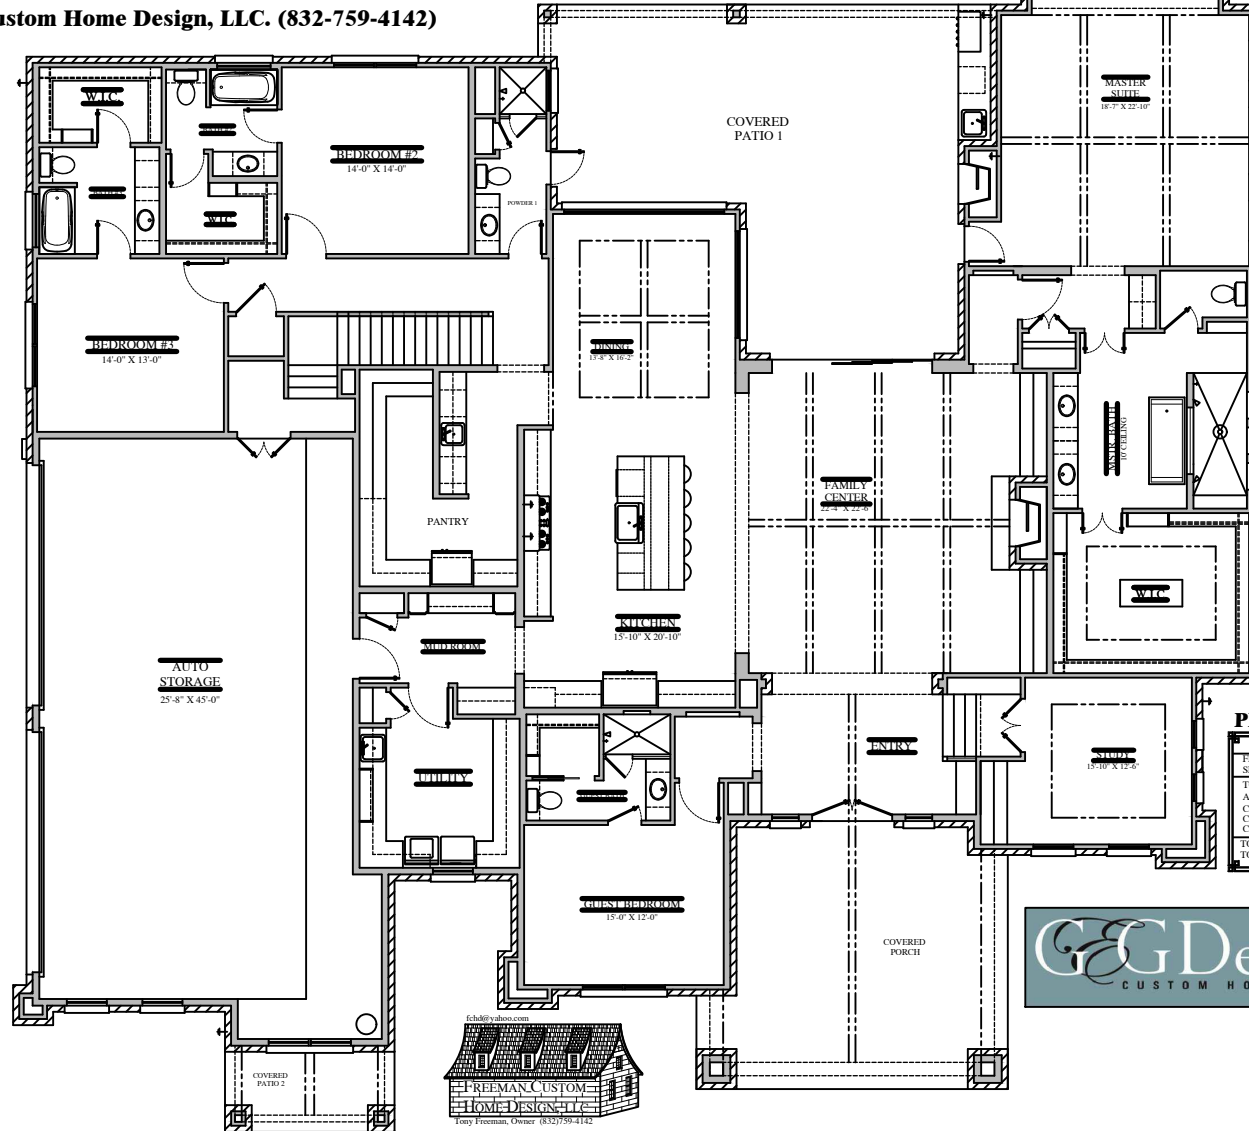 ustom Home Design, LLC. (832-759-4142)
MASTER
SUITE
18'-7" X 22'-10"
W.I.C.
COVERED
PATIO 1
BEDROOM #2
14'-0" X 14'-0"
POWDER 1
W.I.C
BEDROOM #3
14'-0" X 13'-0"
DINING
13'-8" X 16'-2"
MSTR. BATH
10' CEILING
FAMILY
CENTER
22'-4" X 22'-6"
PANTRY
W.I.C
KITCHEN
15'-10" X 20'-10"
MUD ROOM
AUTO
STORAGE
25'-8" X 45'-0"
ENTRY
STUDY
15'-10" X 12'-6"
UTILITY
GUEST BEDROOM
15'-0" X 12'-0"
COVERED
PORCH
G&GDe
CUSTOM HO
fchd@yahoo.com
FREEMAN CUSTOM
HOME DESIGN, LLC
Tony Freeman, Owner (832)759-4142
COVERED
PATIO 2